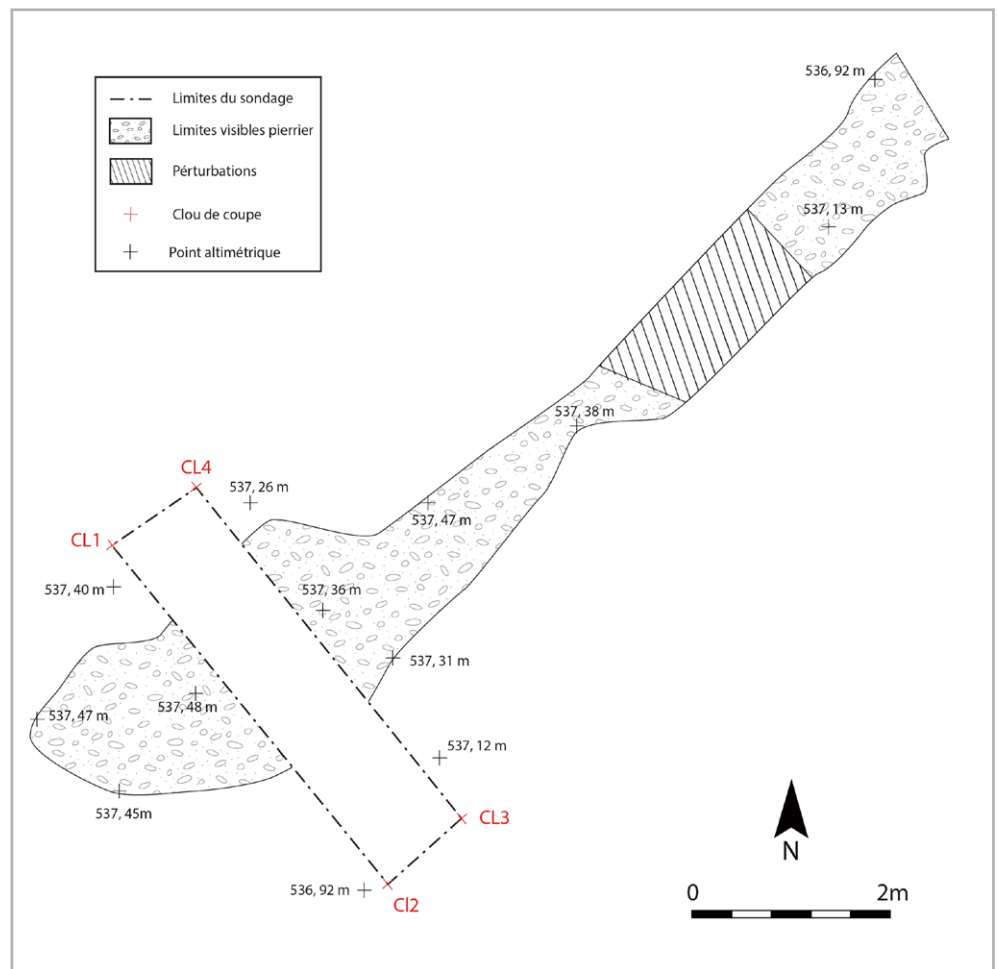 Limites du sondage
Limites visibles pierrier
Pérturbations
Clou de coupe
Point altimétrique
536, 92 m
537, 13 m
537, 38 m
CL4
537, 26 m
537, 47 m
CL1
537, 40 m
537, 36 m
537, 31 m
537, 48 m
537, 47 m
537, 12 m
537, 45m
CL3
536, 92 m
Cl2
N
0 2m